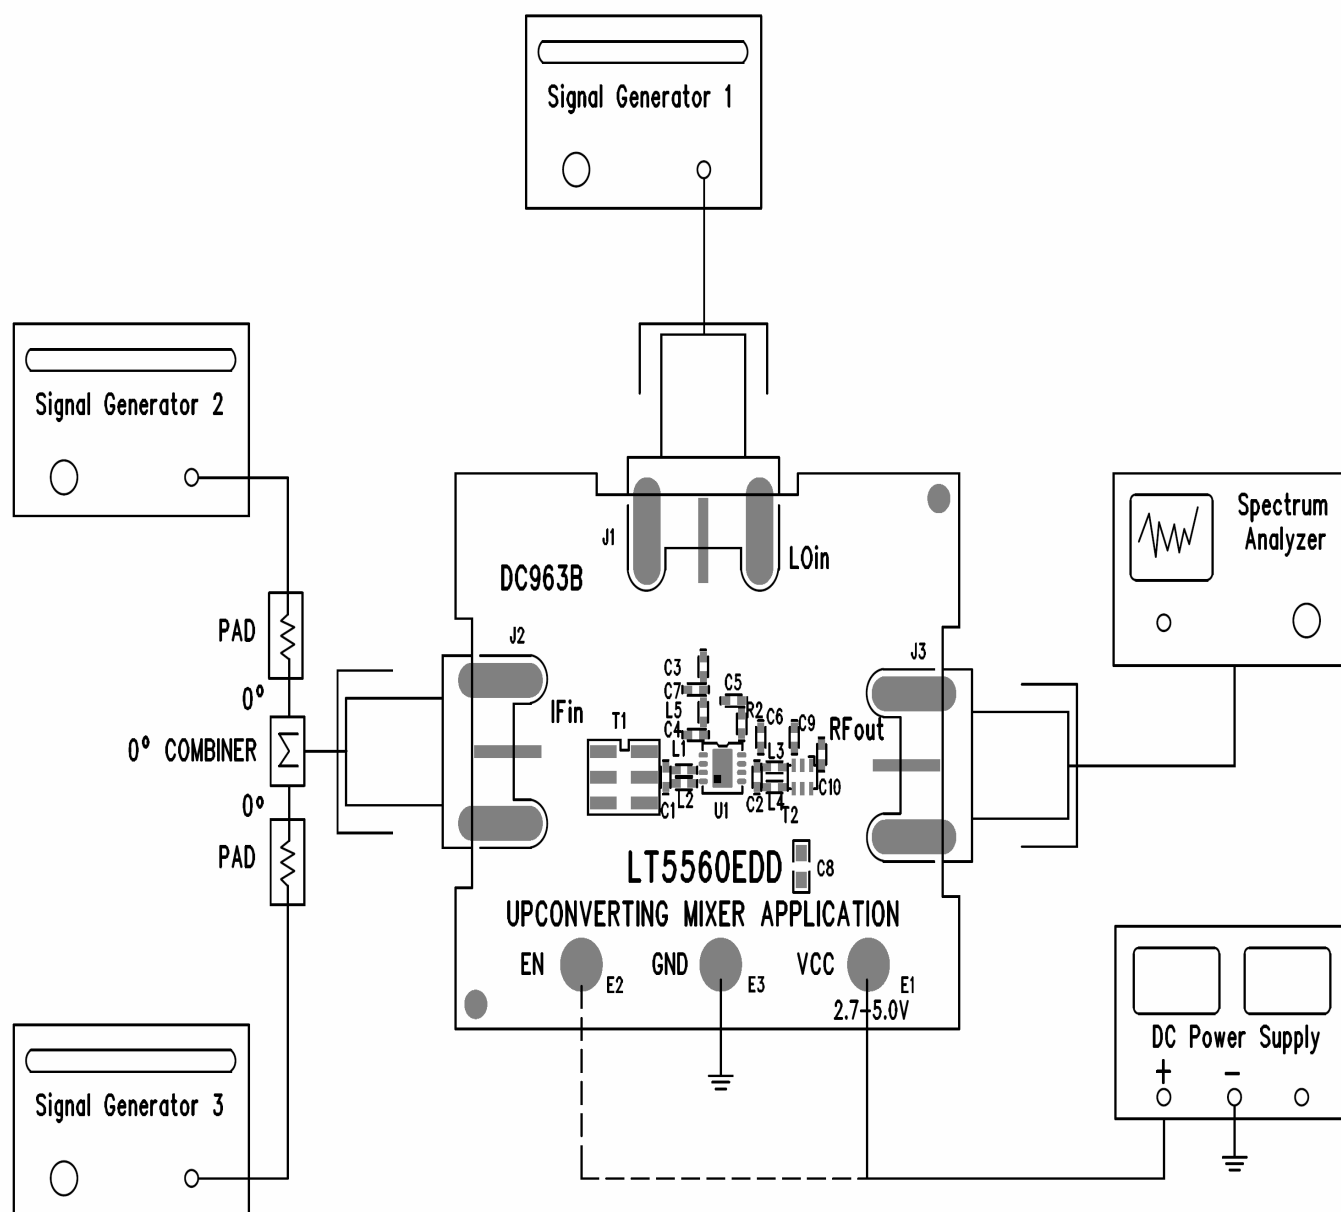 Signal Generator 1
Signal Generator 2
Spectrum
Analyzer
J1
LOin
DC963B
PAD
J2
J3
0°
IFin
C3
C7
C5
L5
R2
C6
C9
RFout
T1
C4
0° COMBINER
L1
L3
0°
C1
L2
U1
C2
L4
T2
C10
PAD
LT5560EDD
C8
UPCONVERTING MIXER APPLICATION
EN
E2
GND
E3
VCC
E1
2.7-5.0V
DC Power Supply
+ −
Signal Generator 3
Σ